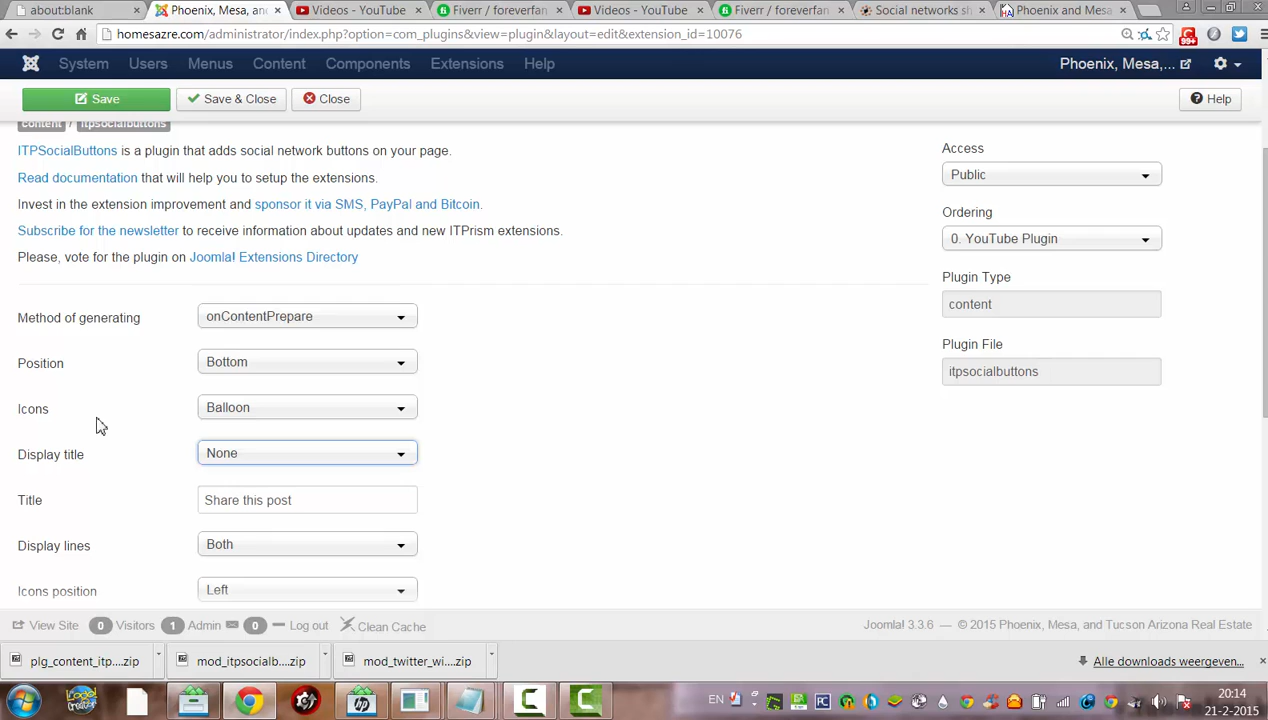 about:blank
Phoenix, Mesa, and
Videos - YouTube
Fiverr / foreverfan
Videos - YouTube
Fiverr / foreverfan
Social networks sh
Phoenix and Mesa
homesazre.com/administrator/index.php?option=com_plugins&view=plugin&layout=edit&extension_id=10076
99+
System Users Menus Content Components Extensions Help
Phoenix, Mesa,...
Save
Save & Close
Close
Help
content / itpsocialbuttons
ITPSocialButtons is a plugin that adds social network buttons on your page.
Read documentation that will help you to setup the extensions.
Invest in the extension improvement and sponsor it via SMS, PayPal and Bitcoin.
Subscribe for the newsletter to receive information about updates and new ITPrism extensions.
Please, vote for the plugin on Joomla! Extensions Directory
Access
Public
Ordering
0. YouTube Plugin
Plugin Type
content
Plugin File
itpsocialbuttons
Method of generating onContentPrepare
Position Bottom
Icons Balloon
Display title None
Title Share this post
Display lines Both
Icons position Left
View Site 0 Visitors 1 Admin 0 Log out Clean Cache
Joomla! 3.3.6 — © 2015 Phoenix, Mesa, and Tucson Arizona Real Estate
plg_content_itp....zip
mod_itpsocialb....zip
mod_twitter_wi....zip
Alle downloads weergeven...
EN
20:14
21-2-2015